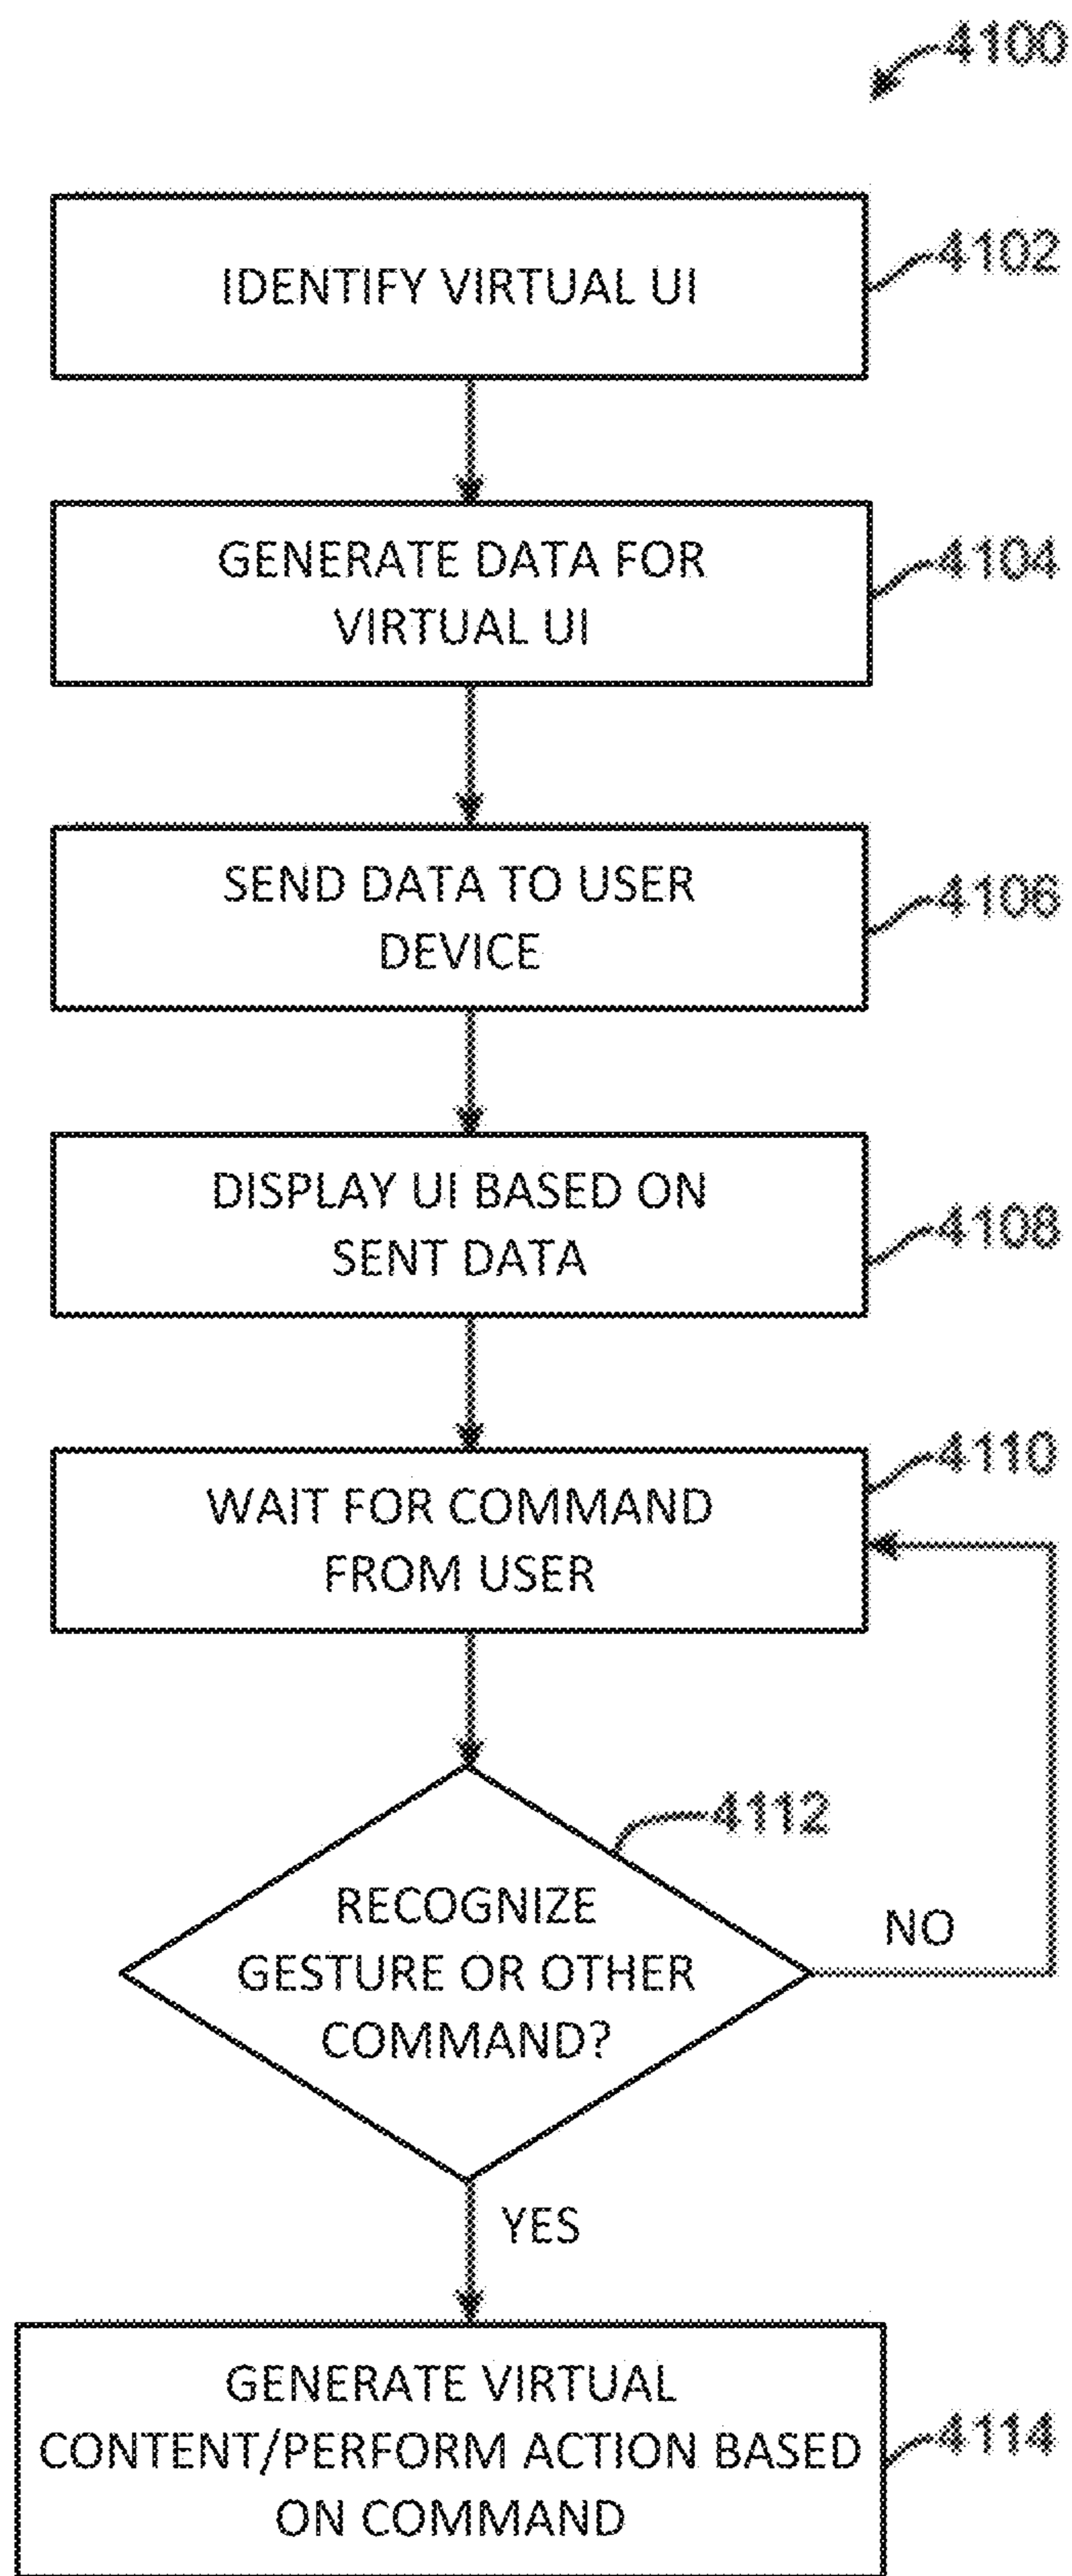 4100
IDENTIFY VIRTUAL UI
4102
GENERATE DATA FOR
VIRTUAL UI
4104
SEND DATA TO USER
DEVICE
4106
DISPLAY UI BASED ON
SENT DATA
4108
WAIT FOR COMMAND
FROM USER
4110
4112
RECOGNIZE
GESTURE OR OTHER
COMMAND?
NO
YES
GENERATE VIRTUAL
CONTENT/PERFORM ACTION BASED
ON COMMAND
4114